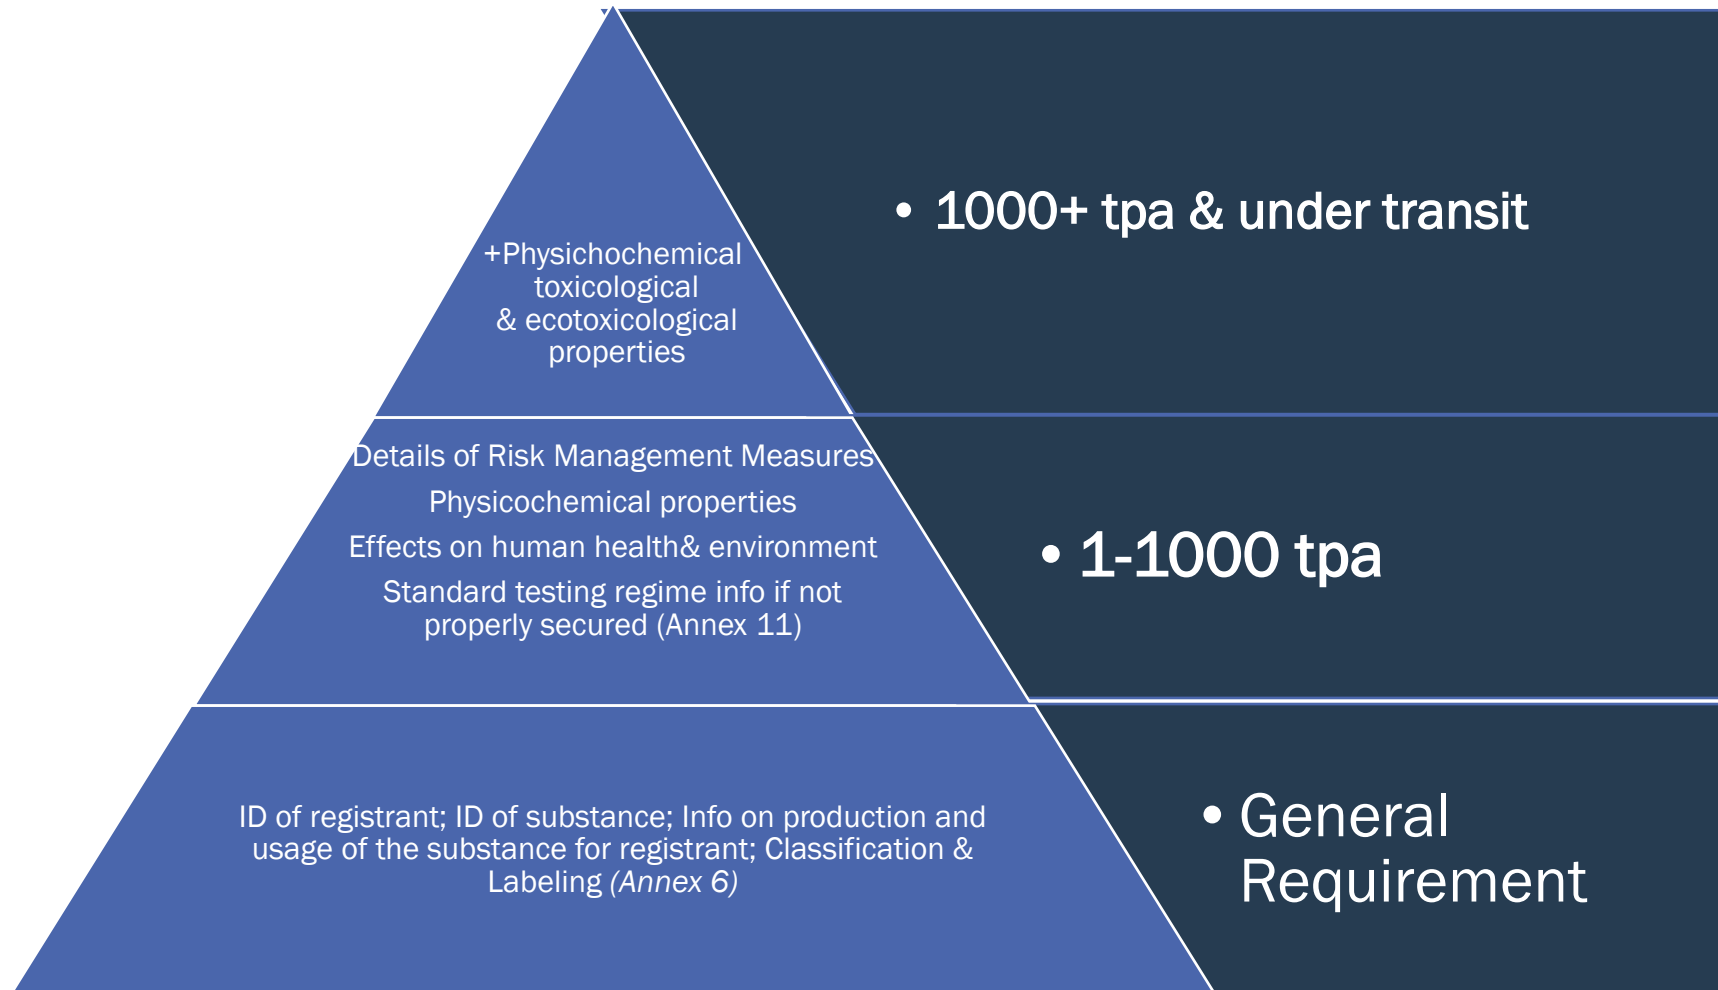 • 1000+ tpa & under transit
+Physichochemical
toxicological
& ecotoxicological
properties
Details of Risk Management Measures
Physicochemical properties
Effects on human health& environment
Standard testing regime info if not
properly secured (Annex 11)
• 1-1000 tpa
ID of registrant; ID of substance; Info on production and
usage of the substance for registrant; Classification &
Labeling (Annex 6)
• General
Requirement